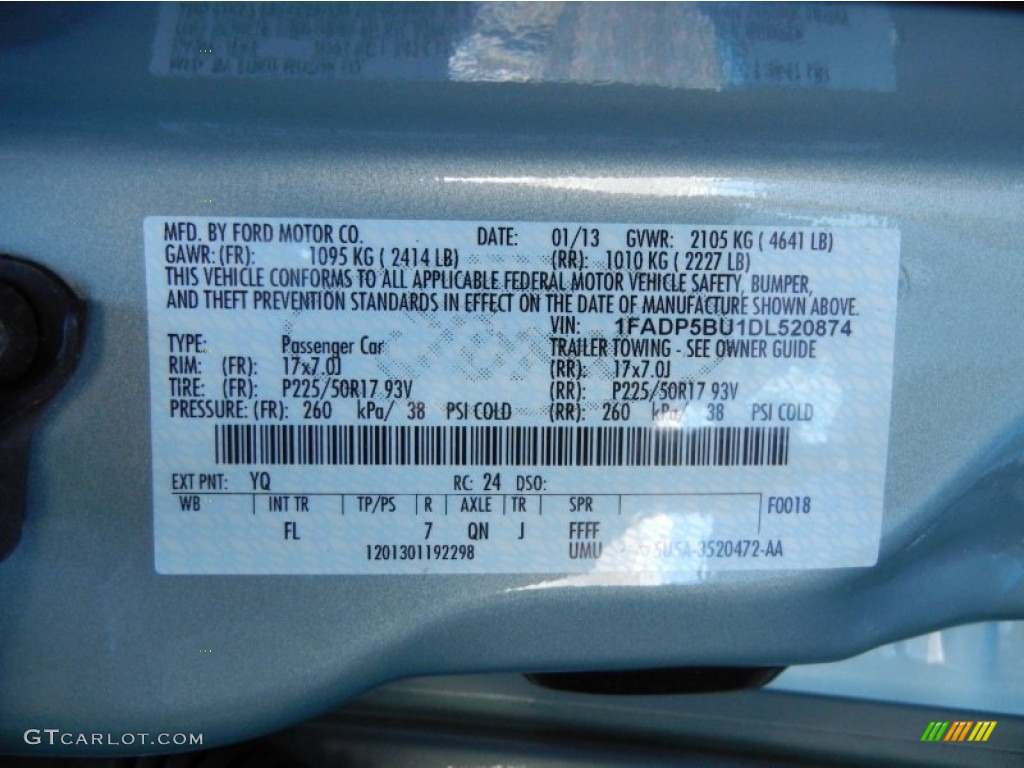 MFD. BY FORD MOTOR CO. DATE: 01/13 GVWR: 2105 KG ( 4641 LB)
GAWR: (FR): 1095 KG ( 2414 LB) (RR): 1010 KG ( 2227 LB)
THIS VEHICLE CONFORMS TO ALL APPLICABLE FEDERAL MOTOR VEHICLE SAFETY, BUMPER,
AND THEFT PREVENTION STANDARDS IN EFFECT ON THE DATE OF MANUFACTURE SHOWN ABOVE.
VIN: 1FADP5BU1DL520874
TYPE: Passenger Car TRAILER TOWING - SEE OWNER GUIDE
RIM: (FR): 17x7.0J (RR): 17x7.0J
TIRE: (FR): P225/50R17 93V (RR): P225/50R17 93V
PRESSURE: (FR): 260 kPa/ 38 PSI COLD (RR): 260 kPa/ 38 PSI COLD
EXT PNT: YQ RC: 24 DSO:
WB INT TR TP/PS R AXLE TR SPR F0018
FL 7 QN J FFFF
1201301192298 UMU 5USA-3520472-AA
GTCARLOT.COM